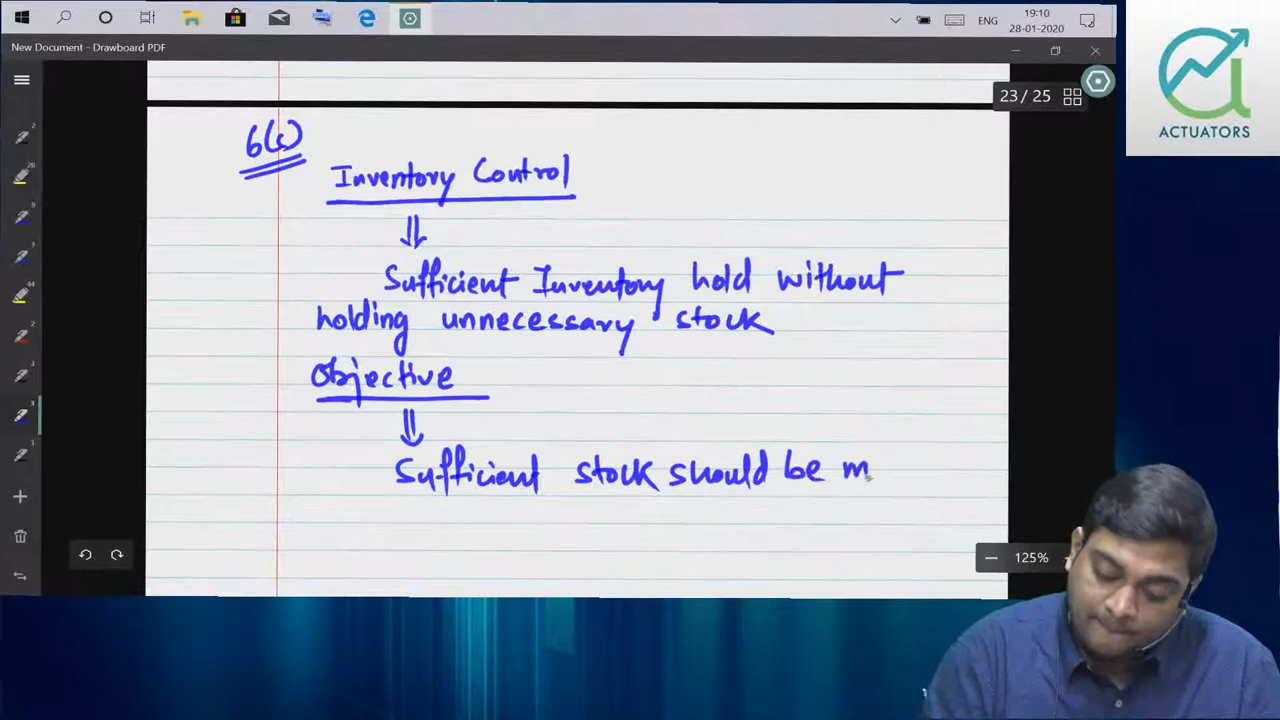 19:10
ENG
28-01-2020
New Document - Drawboard PDF
23 / 25
ACTUATORS
6(c)
Inventory Control
⇓
Sufficient Inventory hold without
holding unnecessary stock
Objective
⇓
Sufficient stock should be m
125%